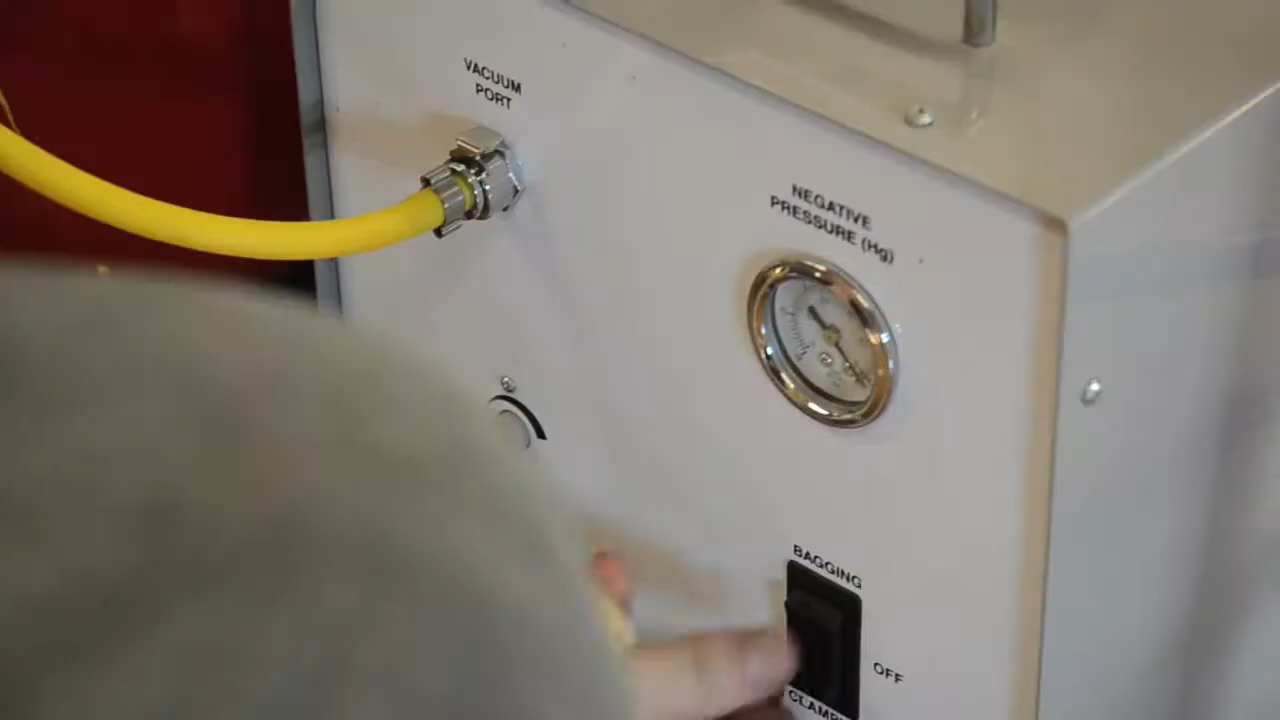 VACUUM
PORT
NEGATIVE
PRESSURE (Hg)
BAGGING
OFF